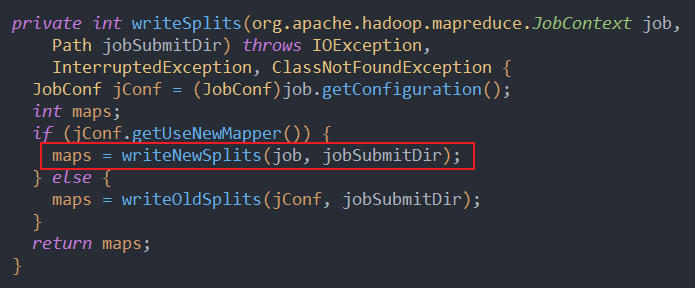 private int writeSplits(org.apache.hadoop.mapreduce.JobContext job,
    Path jobSubmitDir) throws IOException,
    InterruptedException, ClassNotFoundException {
  JobConf jConf = (JobConf)job.getConfiguration();
  int maps;
  if (jConf.getUseNewMapper()) {
    maps = writeNewSplits(job, jobSubmitDir);
  } else {
    maps = writeOldSplits(jConf, jobSubmitDir);
  }
  return maps;
}